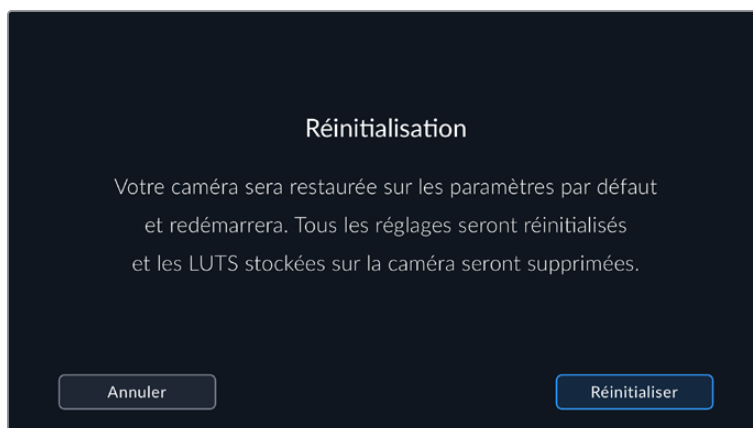 Réinitialisation
Votre caméra sera restaurée sur les paramètres par défaut
et redémarrera. Tous les réglages seront réinitialisés
et les LUTS stockées sur la caméra seront supprimées.
Annuler
Réinitialiser